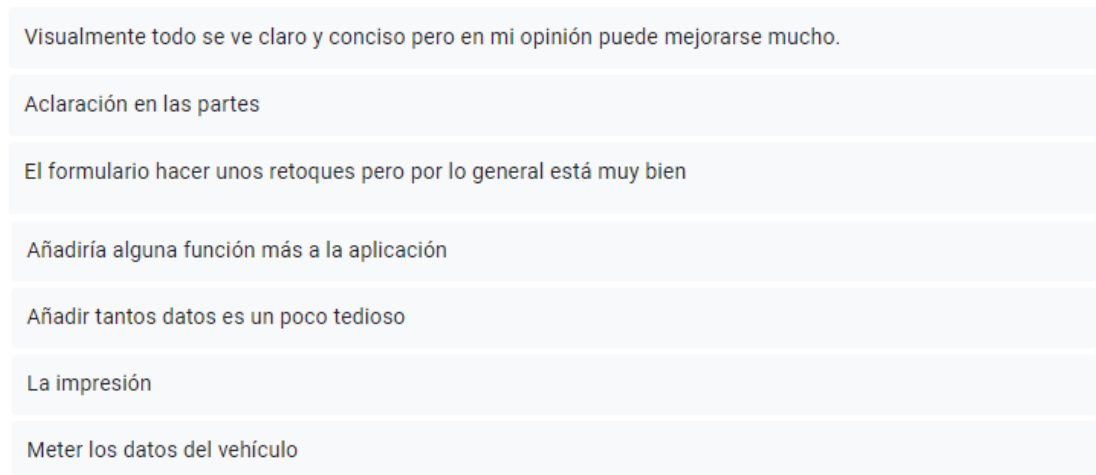 Visualmente todo se ve claro y conciso pero en mi opinión puede mejorarse mucho.
Aclaración en las partes
El formulario hacer unos retoques pero por lo general está muy bien
Añadiría alguna función más a la aplicación
Añadir tantos datos es un poco tedioso
La impresión
Meter los datos del vehículo